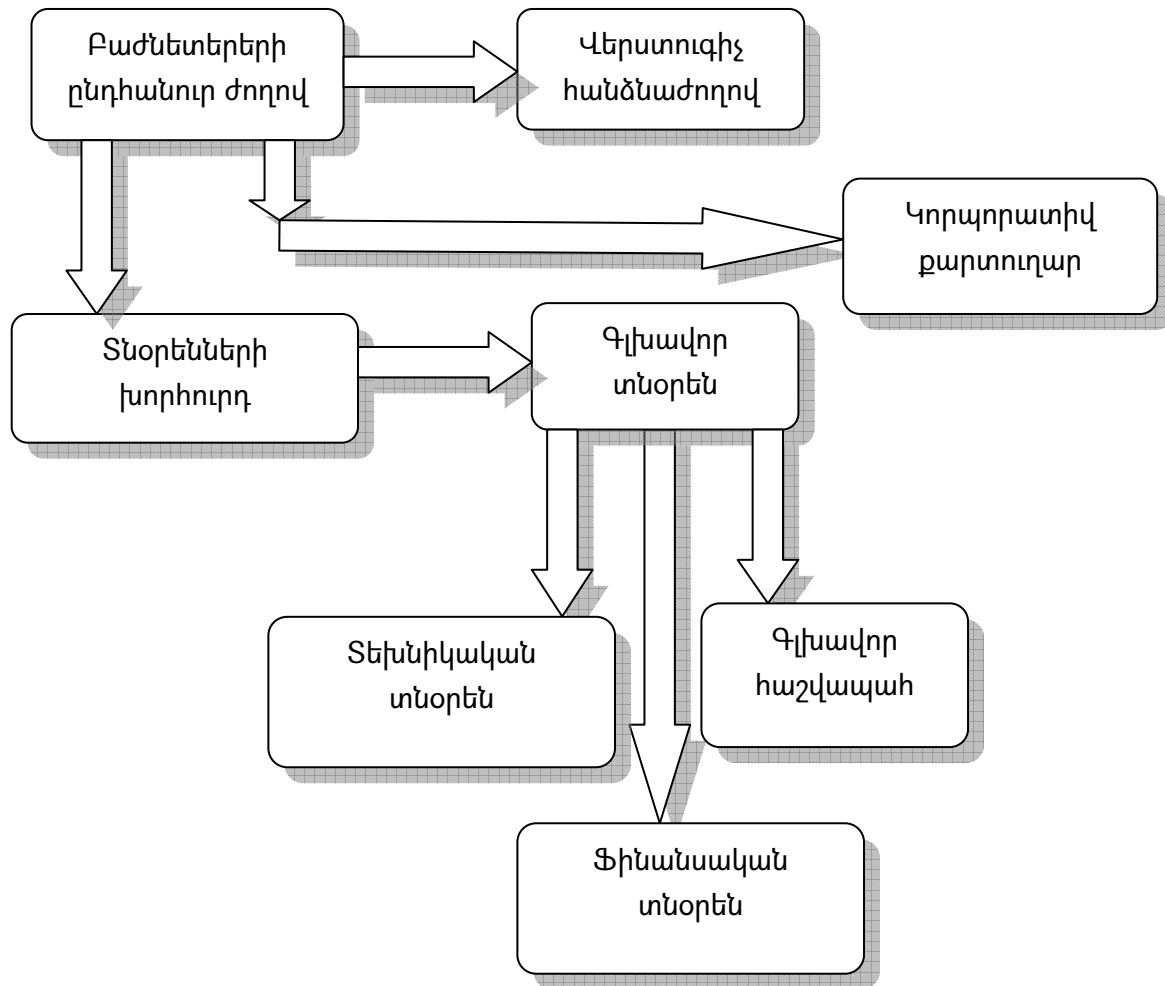 Բաժնետերերի
ընդհանուր ժողով
Վերստուգիչ
հանձնաժողով
Կորպորատիվ
քարտուղար
Տնօրենների
խորհուրդ
Գլխավոր
տնօրեն
Տեխնիկական
տնօրեն
Գլխավոր
հաշվապահ
Ֆինանսական
տնօրեն